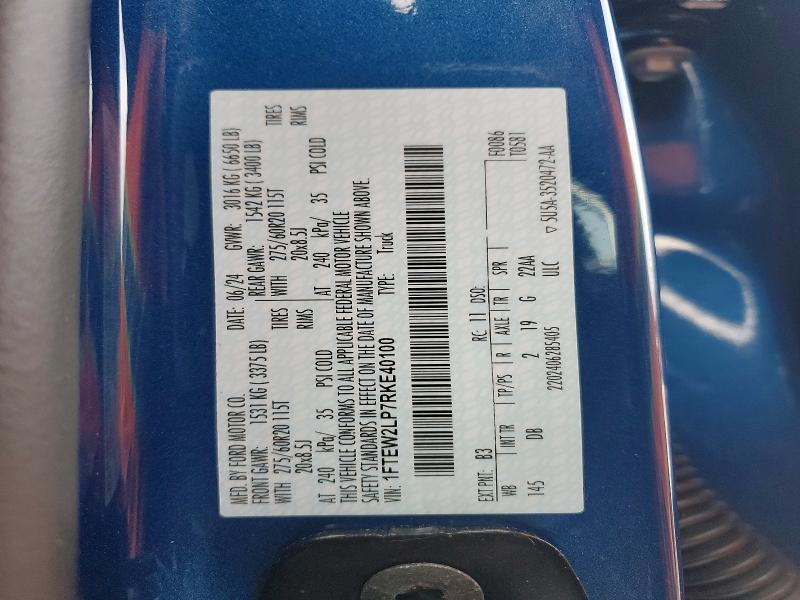 MFD. BY FORD MOTOR CO.
DATE: 06/24 GVWR: 3016 KG ( 6650 LB)
FRONT GAWR: 1531 KG ( 3375 LB) REAR GAWR: 1542 KG ( 3400 LB)
WITH 275/60R20 115T TIRES WITH 275/60R20 115T TIRES
20x8.5J RIMS 20x8.5J RIMS
AT 240 kPa/ 35 PSI COLD AT 240 kPa/ 35 PSI COLD
THIS VEHICLE CONFORMS TO ALL APPLICABLE FEDERAL MOTOR VEHICLE
SAFETY STANDARDS IN EFFECT ON THE DATE OF MANUFACTURE SHOWN ABOVE.
VIN: 1FTEW2LP7RKE40100 TYPE: Truck
EXT PNT: B3 RC: 11 DSO: F0086
WB INT TR TP/PS R AXLE TR SPR T0581
145 DB 2 19 G 22AA
2202406285405 ULC
▽ 5U5A-3520472-AA